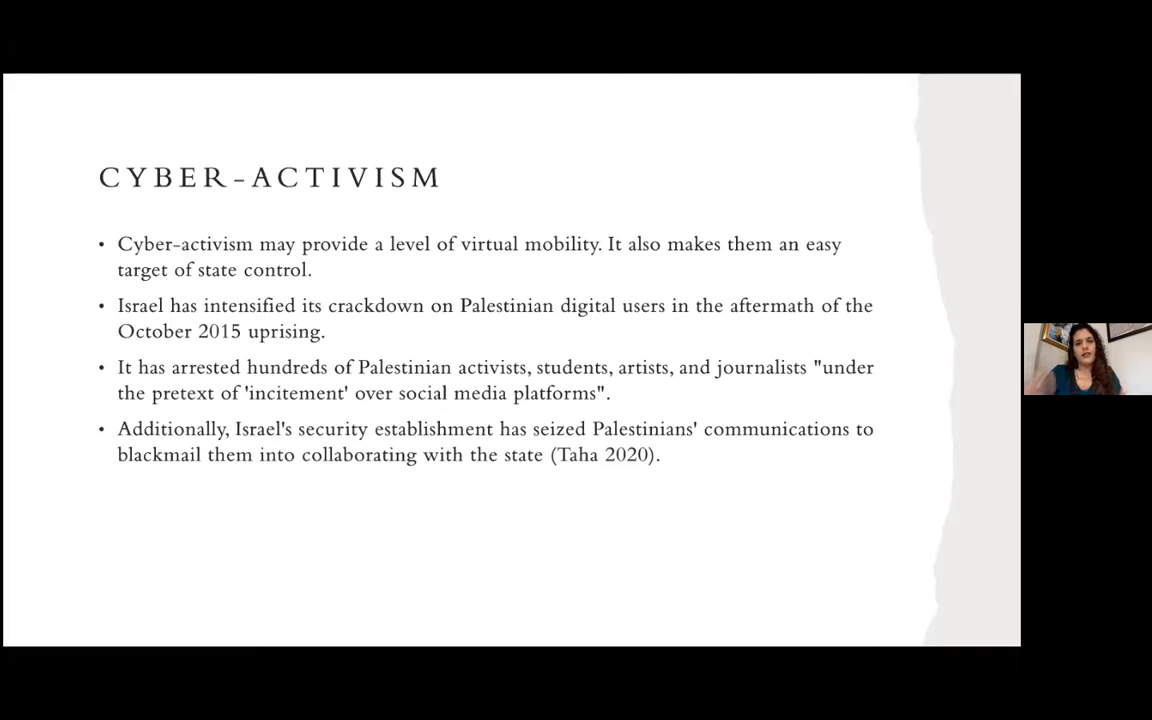 CYBER-ACTIVISM
• Cyber-activism may provide a level of virtual mobility. It also makes them an easy
target of state control.
• Israel has intensified its crackdown on Palestinian digital users in the aftermath of the
October 2015 uprising.
• It has arrested hundreds of Palestinian activists, students, artists, and journalists "under
the pretext of 'incitement' over social media platforms".
• Additionally, Israel's security establishment has seized Palestinians' communications to
blackmail them into collaborating with the state (Taha 2020).